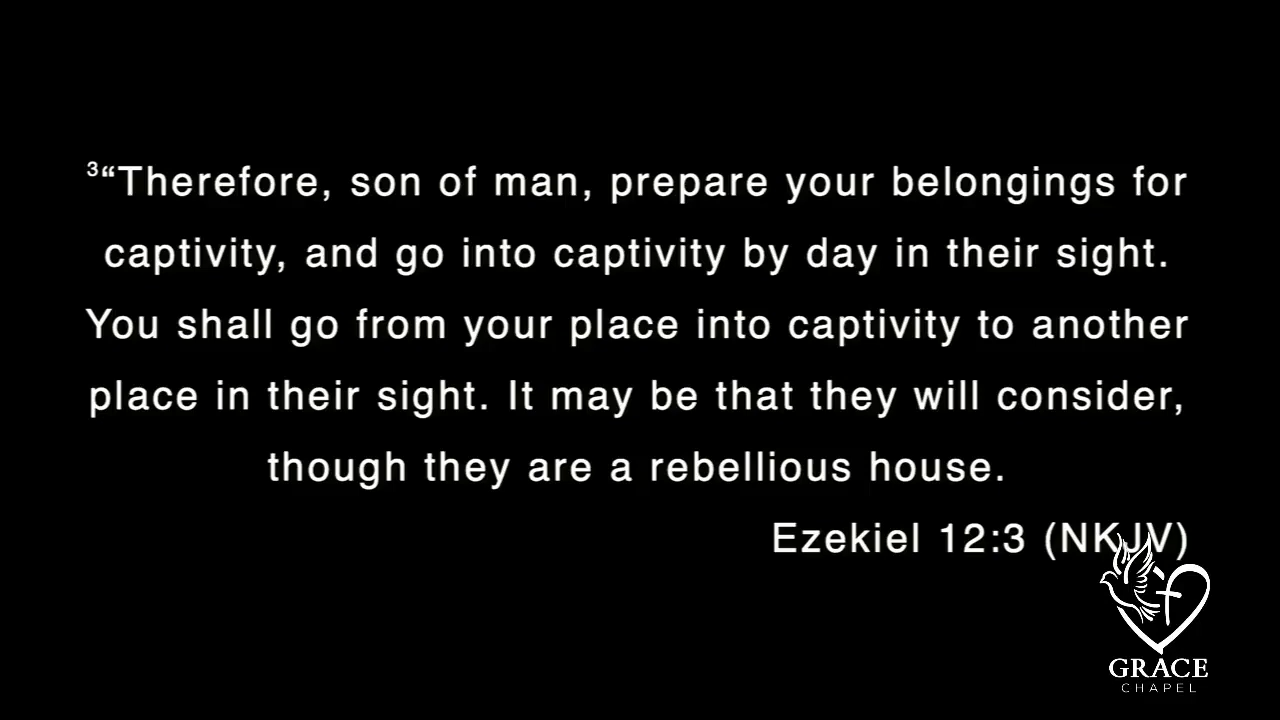 ³“Therefore, son of man, prepare your belongings for
captivity, and go into captivity by day in their sight.
You shall go from your place into captivity to another
place in their sight. It may be that they will consider,
though they are a rebellious house.
Ezekiel 12:3 (NKJV)
GRACE
CHAPEL